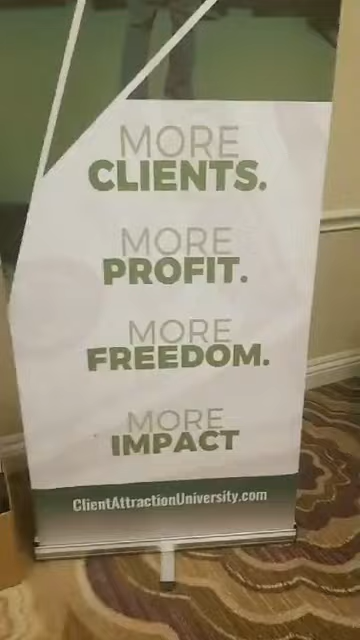 MORE
CLIENTS.
MORE
PROFIT.
MORE
FREEDOM.
MORE
IMPACT
ClientAttractionUniversity.com